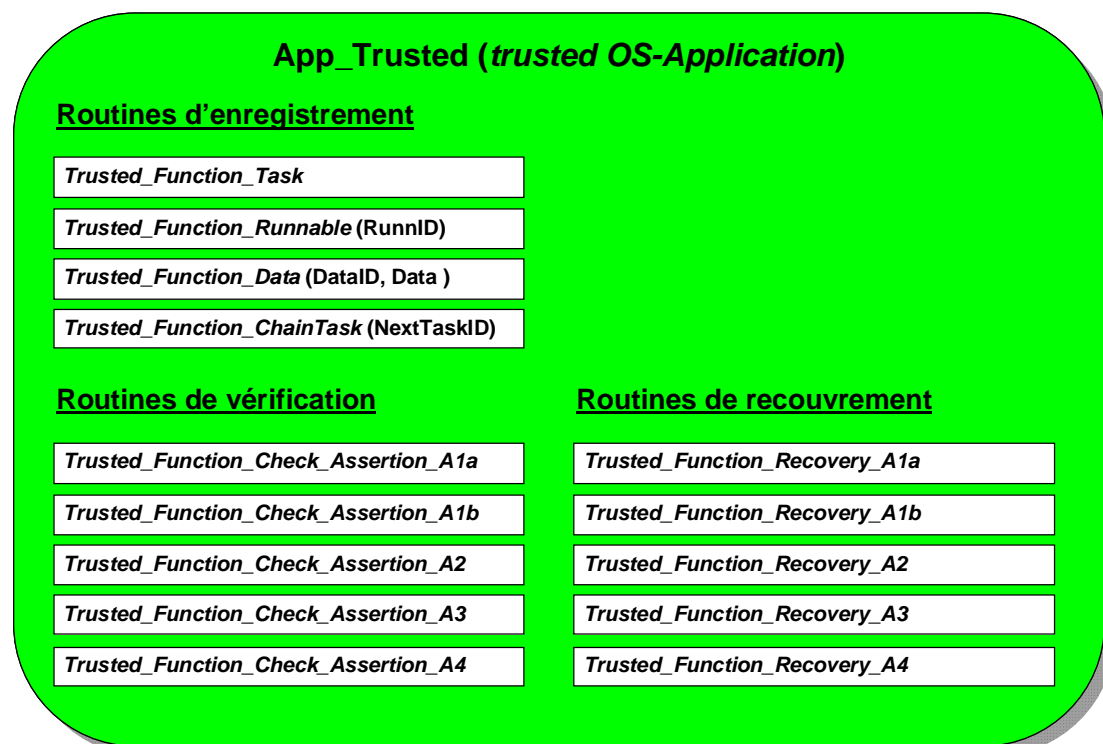 App_Trusted (trusted OS-Application)
Routines d’enregistrement
Trusted_Function_Task
Trusted_Function_Runnable (RunnID)
Trusted_Function_Data (DataID, Data )
Trusted_Function_ChainTask (NextTaskID)
Routines de vérification
Trusted_Function_Check_Assertion_A1a
Trusted_Function_Check_Assertion_A1b
Trusted_Function_Check_Assertion_A2
Trusted_Function_Check_Assertion_A3
Trusted_Function_Check_Assertion_A4
Routines de recouvrement
Trusted_Function_Recovery_A1a
Trusted_Function_Recovery_A1b
Trusted_Function_Recovery_A2
Trusted_Function_Recovery_A3
Trusted_Function_Recovery_A4